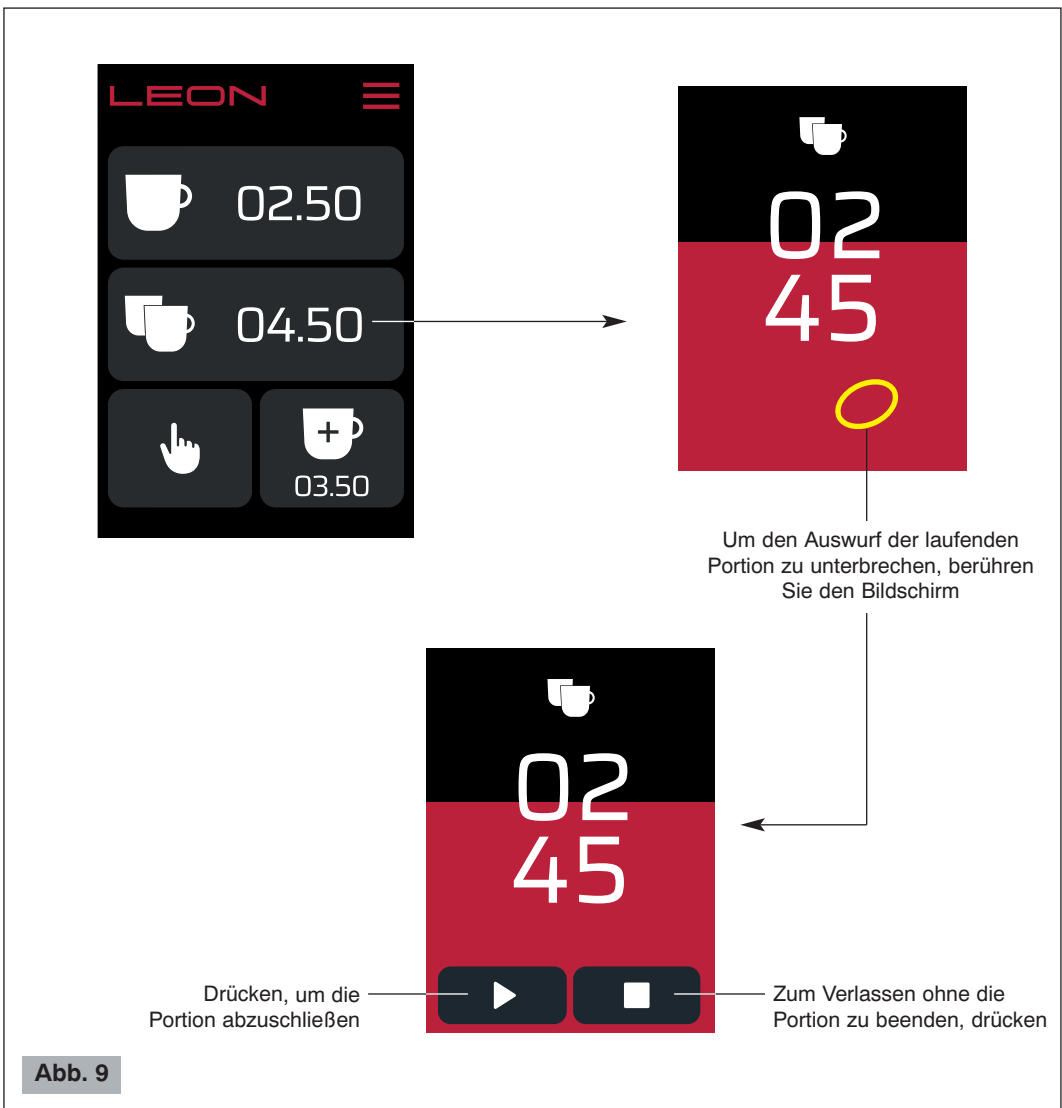 LEON
02.50
04.50
03.50
02
45
Um den Auswurf der laufenden
Portion zu unterbrechen, berühren
Sie den Bildschirm
02
45
Drücken, um die
Portion abzuschließen
Zum Verlassen ohne die
Portion zu beenden, drücken
Abb. 9